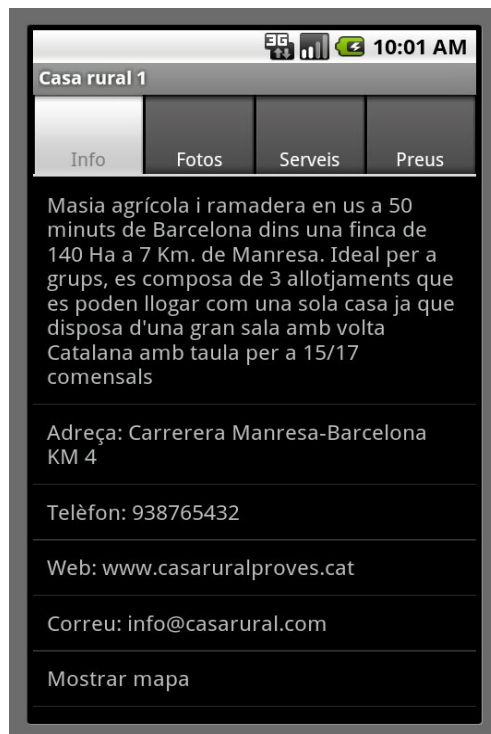 3G 10:01 AM
Casa rural 1
Info Fotos Serveis Preus
Masia agrícola i ramadera en us a 50
minuts de Barcelona dins una finca de
140 Ha a 7 Km. de Manresa. Ideal per a
grups, es composa de 3 allotjaments que
es poden llogar com una sola casa ja que
disposa d'una gran sala amb volta
Catalana amb taula per a 15/17
comensals
Adreça: Carrerera Manresa-Barcelona
KM 4
Telèfon: 938765432
Web: www.casaruralproves.cat
Correu: info@casarural.com
Mostrar mapa